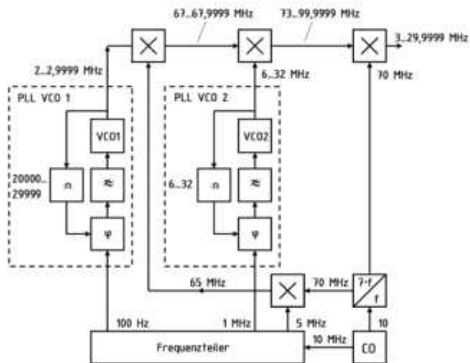 67...67,9999 MHz
73...99,9999 MHz
3...29,9999 MHz
2...2,9999 MHz
6...32 MHz
70 MHz
PLL VCO 1
PLL VCO 2
VCO1
VCO2
n
n
20000...
29999
6...32
φ
φ
65 MHz
70 MHz
7·f
f
100 Hz
1 MHz
5 MHz
10
10 MHz
Frequenzteiler
CO